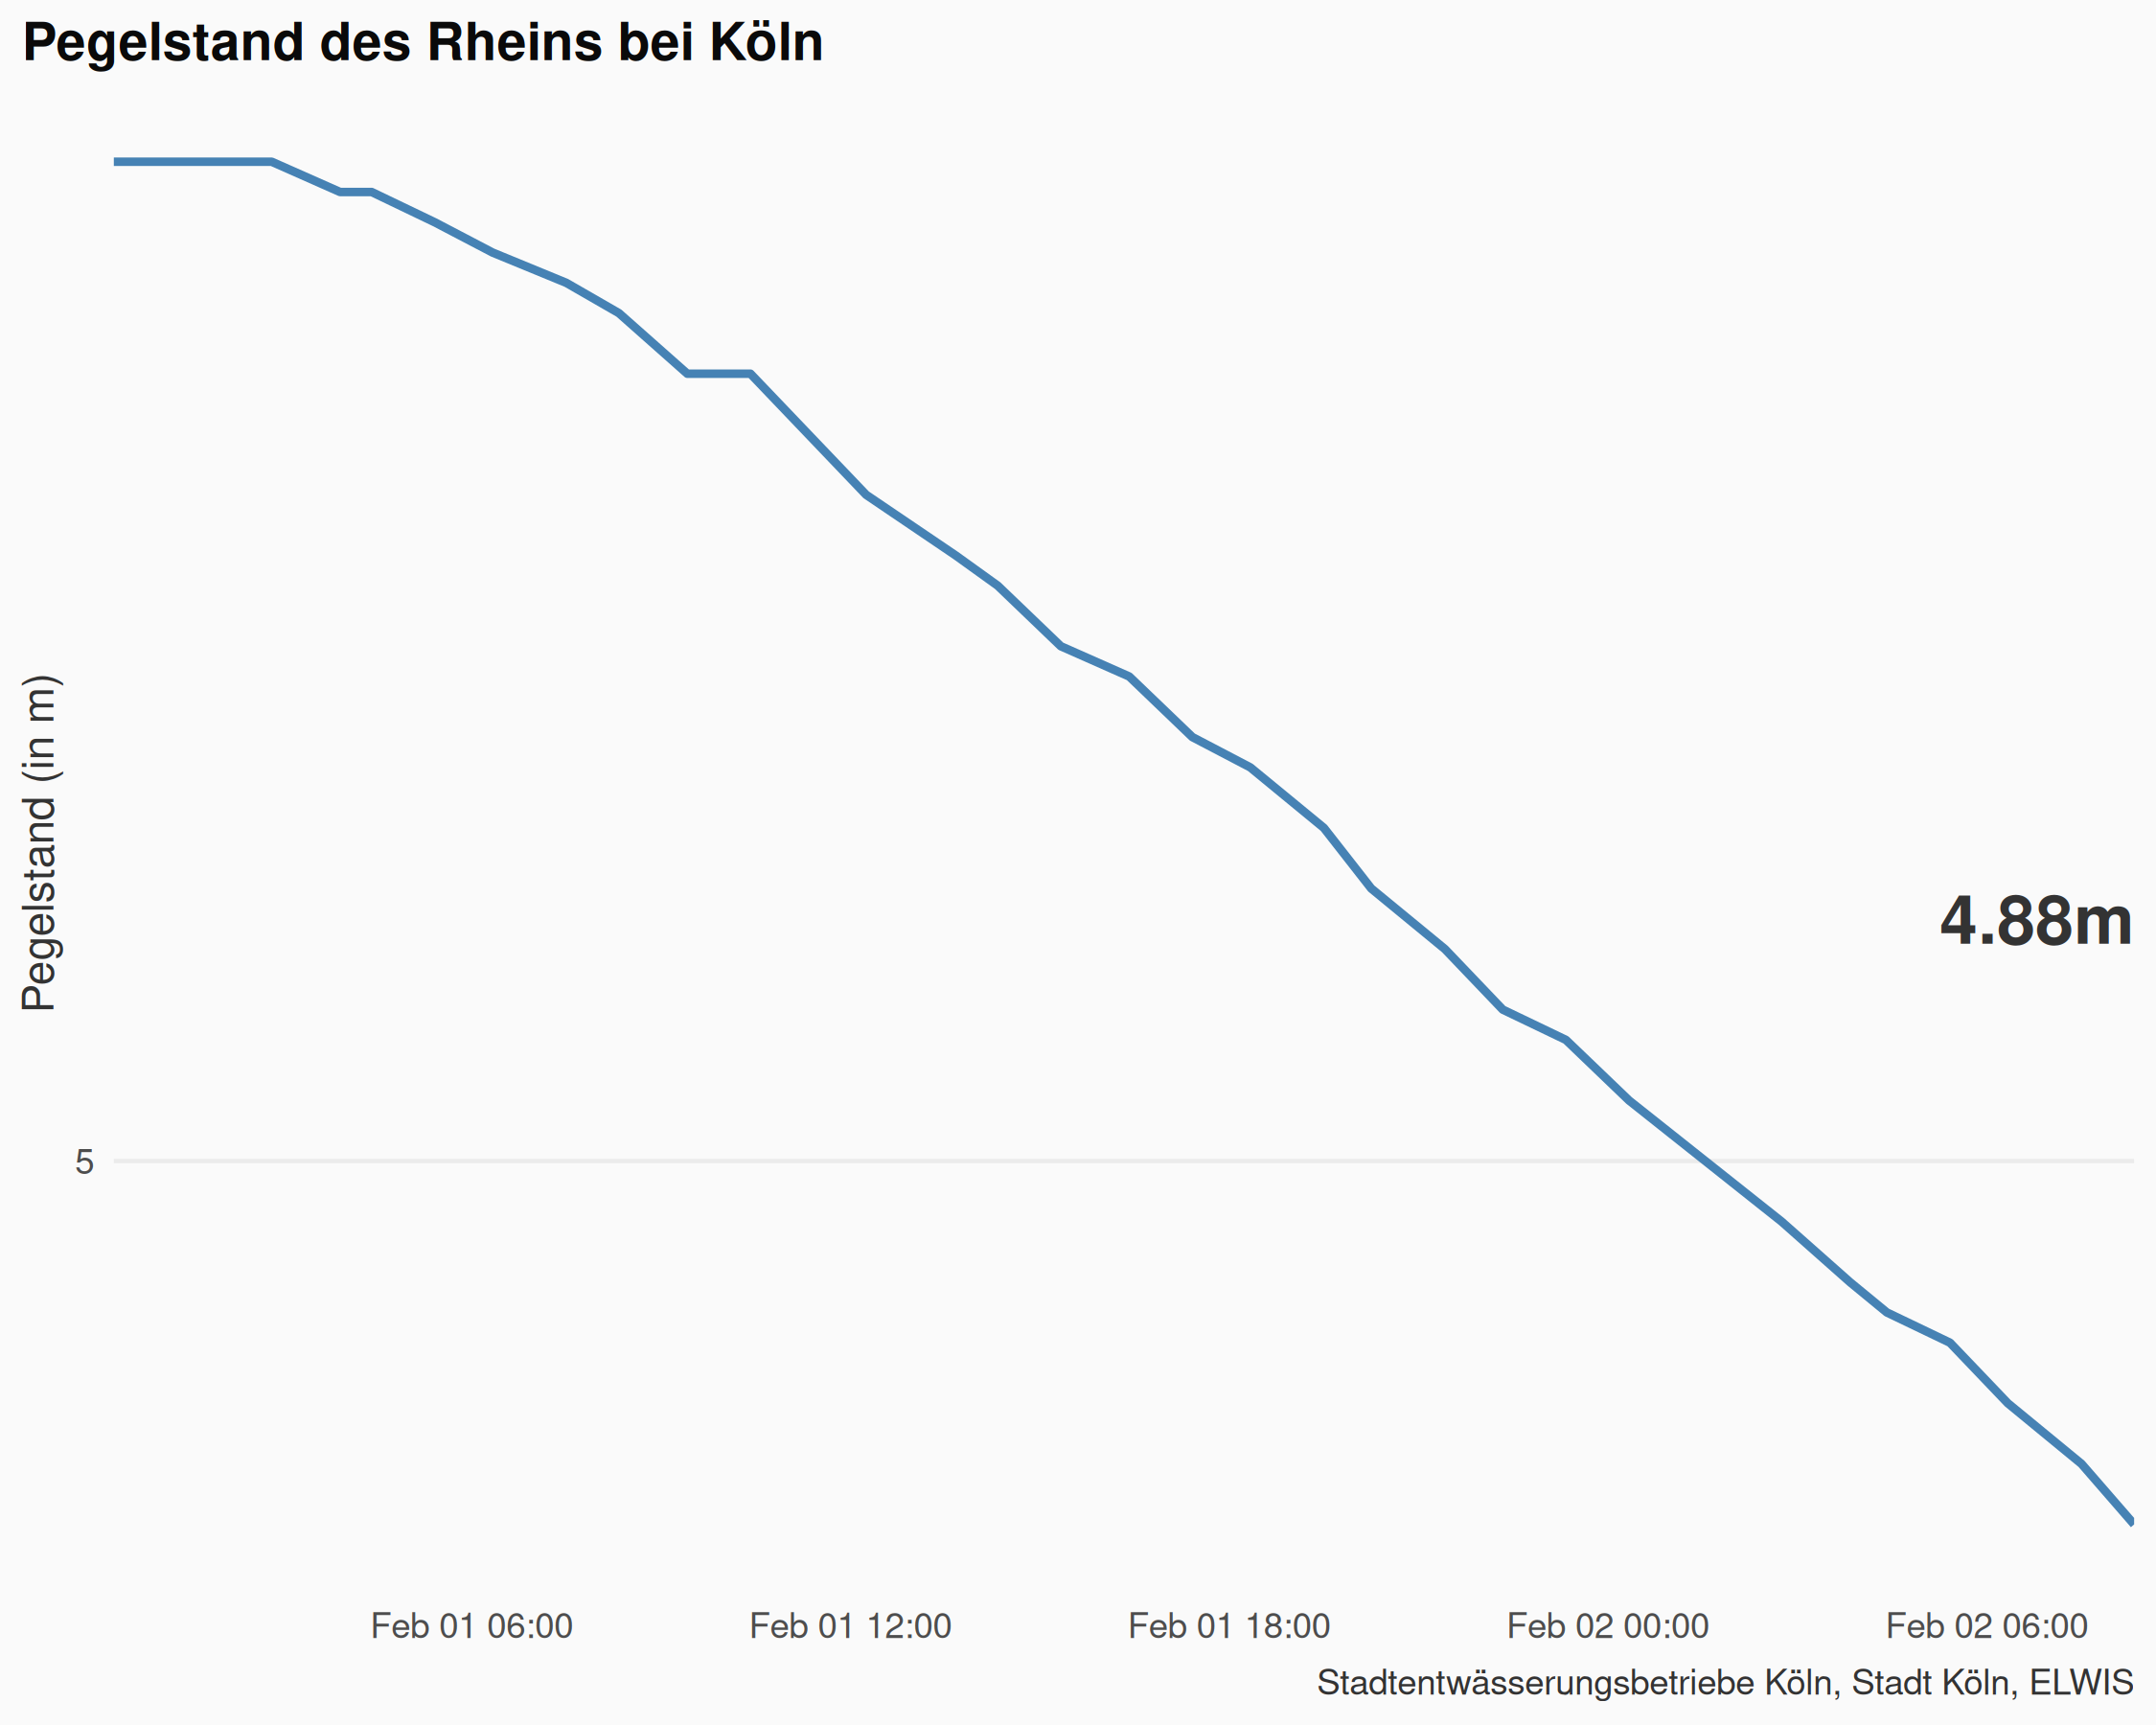 Pegelstand des Rheins bei Köln
Pegelstand (in m)
4.88m
5
Feb 01 06:00
Feb 01 12:00
Feb 01 18:00
Feb 02 00:00
Feb 02 06:00
Stadtentwässerungsbetriebe Köln, Stadt Köln, ELWIS